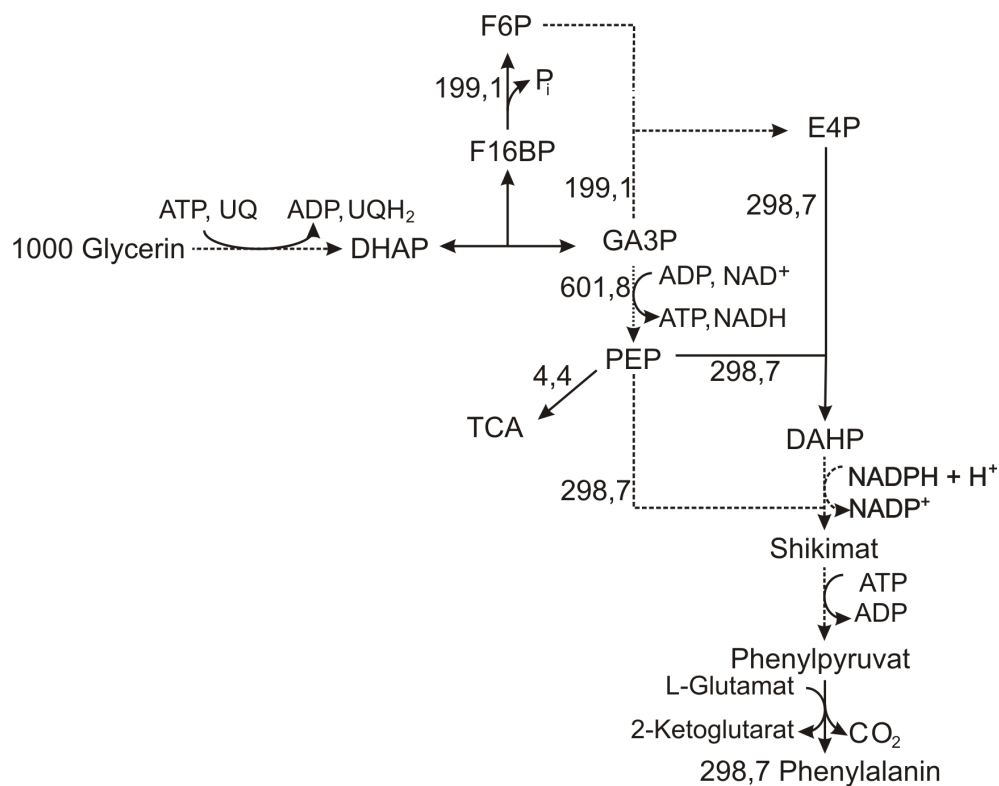 F6P
199,1
Pi
E4P
F16BP
199,1
298,7
ATP, UQ
ADP, UQH2
1000 Glycerin
DHAP
GA3P
601,8
ADP, NAD+
ATP, NADH
PEP
298,7
4,4
TCA
DAHP
NADPH + H+
298,7
NADP+
Shikimat
ATP
ADP
Phenylpyruvat
L-Glutamat
2-Ketoglutarat
CO2
298,7 Phenylalanin